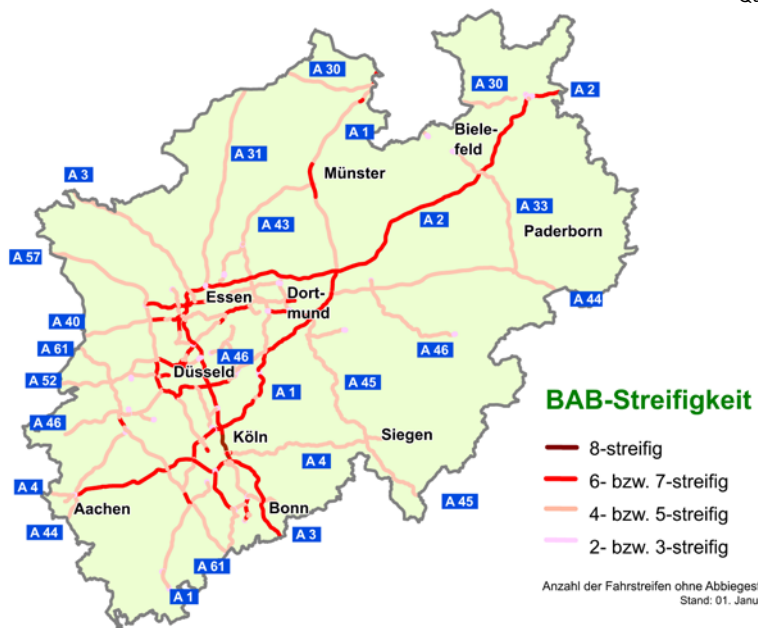 A 30
A 30
A 2
A 1
Biele-
feld
A 31
Münster
A 3
A 33
A 43
A 2
Paderborn
A 57
Essen
Dort-
mund
A 44
A 40
A 61
A 46
A 46
Düsseld
A 52
A 45
A 1
BAB-Streifigkeit
A 46
Köln
Siegen
8-streifig
A 4
6- bzw. 7-streifig
A 4
A 45
Aachen
Bonn
4- bzw. 5-streifig
A 44
A 3
2- bzw. 3-streifig
A 61
A 1
Anzahl der Fahrstreifen ohne Abbiegest
Stand: 01. Janu